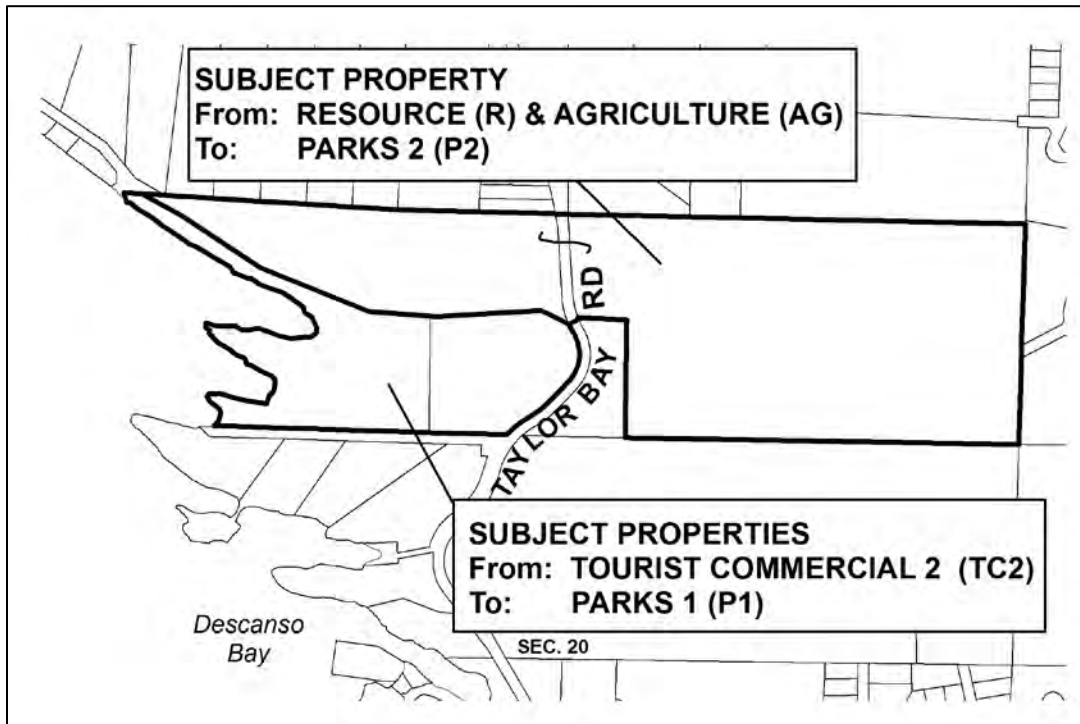 SUBJECT PROPERTY
From: RESOURCE (R) & AGRICULTURE (AG)
To: PARKS 2 (P2)
TAYLOR BAY RD
SUBJECT PROPERTIES
From: TOURIST COMMERCIAL 2 (TC2)
To: PARKS 1 (P1)
Descanso
Bay
SEC. 20